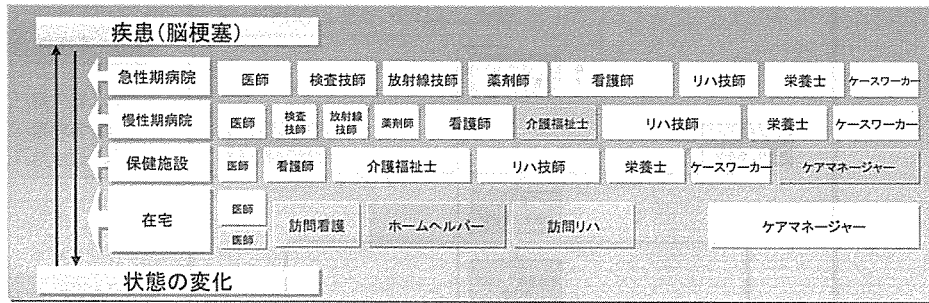 疾患(脳梗塞)
急性期病院 医師 検査技師 放射線技師 薬剤師 看護師 リハ技師 栄養士 ケースワーカー
慢性期病院 医師 検査技師 放射線技師 薬剤師 看護師 介護福祉士 リハ技師 栄養士 ケースワーカー
保健施設 医師 看護師 介護福祉士 リハ技師 栄養士 ケースワーカー ケアマネージャー
在宅 医師 医師 訪問看護 ホームヘルパー 訪問リハ ケアマネージャー
状態の変化